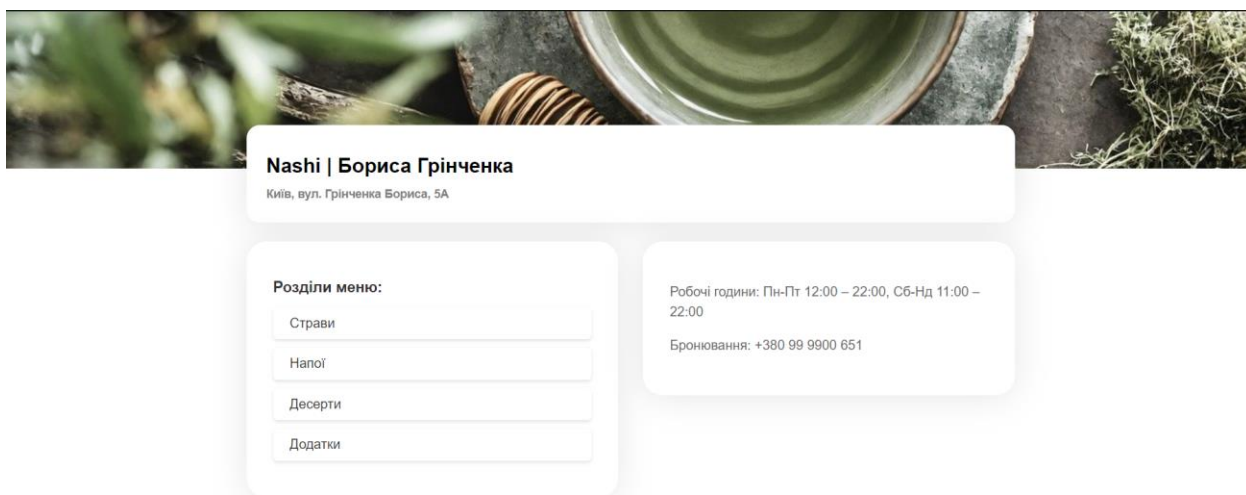 Nashi | Бориса Грінченка
Київ, вул. Грінченка Бориса, 5А
Розділи меню:
Страви
Напої
Десерти
Додатки
Робочі години: Пн-Пт 12:00 – 22:00, Сб-Нд 11:00 –
22:00
Бронювання: +380 99 9900 651